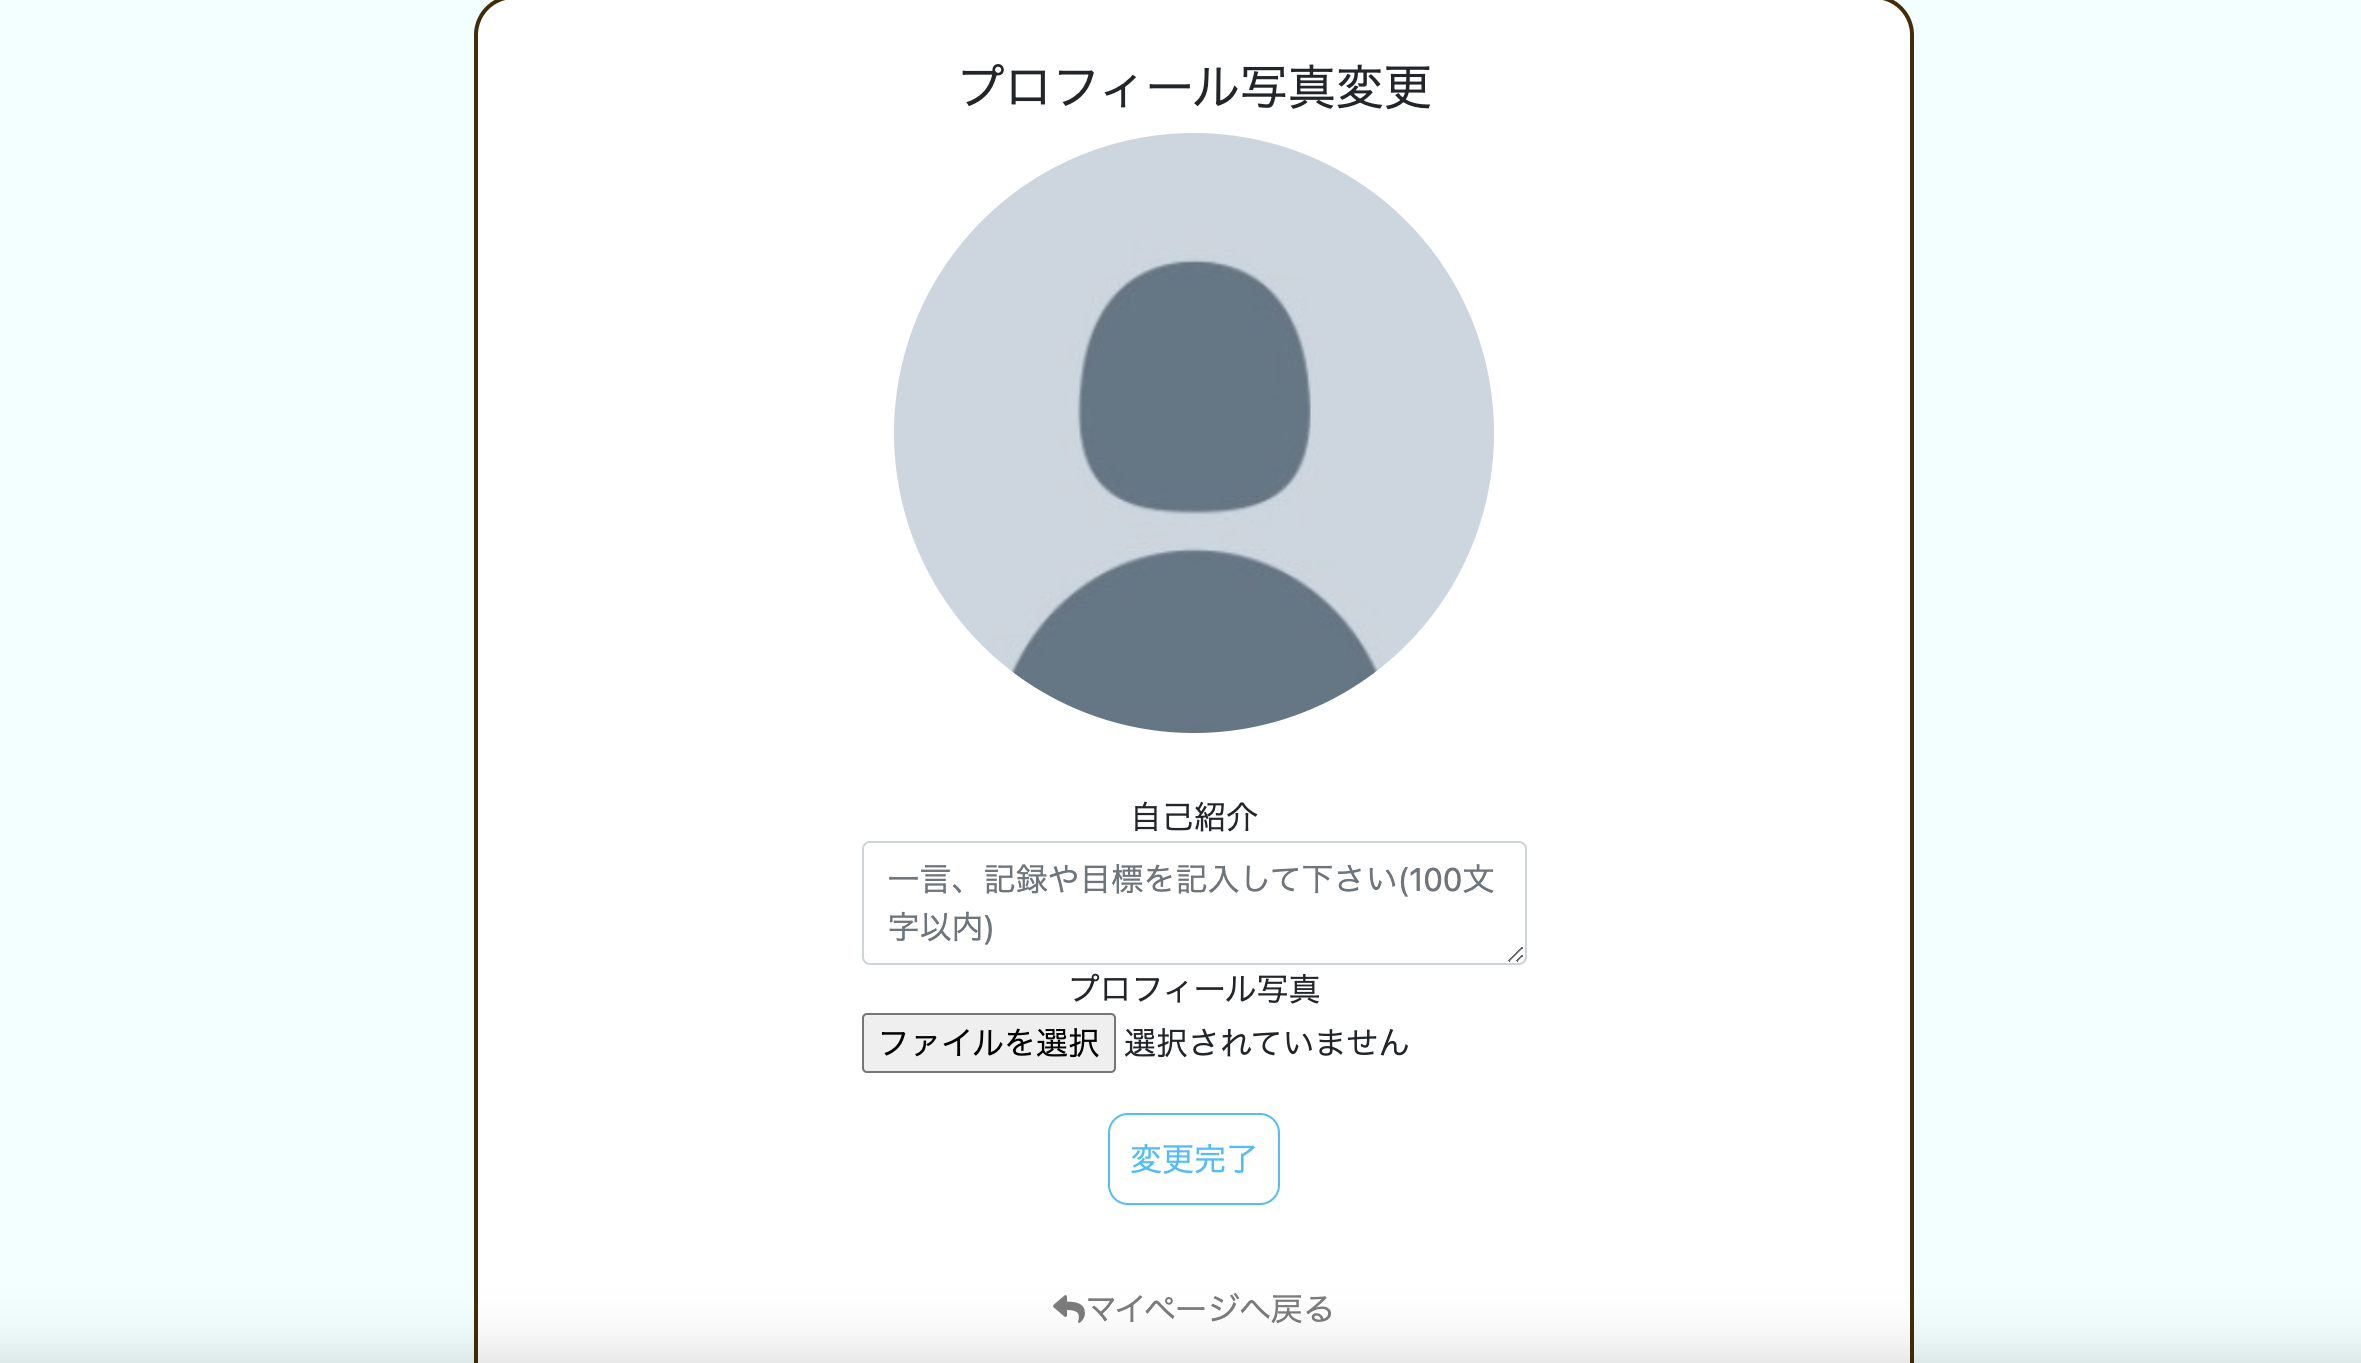 プロフィール写真変更
自己紹介
一言、記録や目標を記入して下さい(100文
字以内)
プロフィール写真
ファイルを選択 選択されていません
変更完了
マイページへ戻る